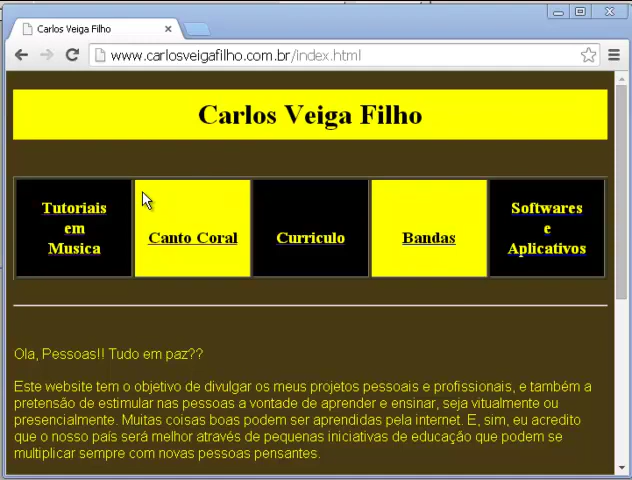 Carlos Veiga Filho
www.carlosveigafilho.com.br/index.html
Carlos Veiga Filho
Tutoriais
em
Musica
Canto Coral
Curriculo
Bandas
Softwares
e
Aplicativos
Ola, Pessoas!! Tudo em paz??
Este website tem o objetivo de divulgar os meus projetos pessoais e profissionais, e também a
pretensão de estimular nas pessoas a vontade de aprender e ensinar, seja vitualmente ou
presencialmente. Muitas coisas boas podem ser aprendidas pela internet. E, sim, eu acredito
que o nosso país será melhor através de pequenas iniciativas de educação que podem se
multiplicar sempre com novas pessoas pensantes.